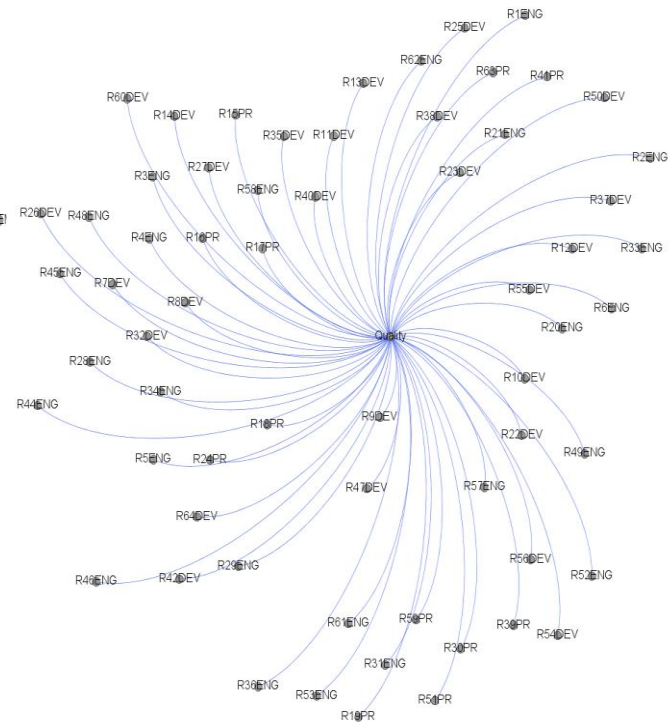 R1ENG
R25DEV
R62ENG
R63PR
R41PR
R13DEV
R60DEV
R50DEV
R14DEV
R15PR
R38DEV
R35DEV
R11DEV
R21ENG
R2ENG
R27DEV
R3ENG
R23DEV
R58ENG
R40DEV
R37DEV
R26DEV
R48ENG
R4ENG
R16PR
R17PR
R12DEV
R33ENG
R45ENG
R7DEV
R55DEV
R8DEV
R6ENG
R20ENG
R32DEV
Quality
R28ENG
R10DEV
R34ENG
R44ENG
R9DEV
R18PR
R22DEV
R49ENG
R5ENG
R24PR
R57ENG
R47DEV
R64DEV
R56DEV
R29ENG
R42DEV
R46ENG
R52ENG
R59PR
R61ENG
R39PR
R54DEV
R30PR
R31ENG
R36ENG
R53ENG
R51PR
R19PR